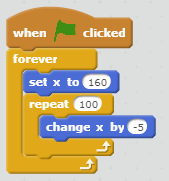 when clicked
forever
set x to 160
repeat 100
change x by -5